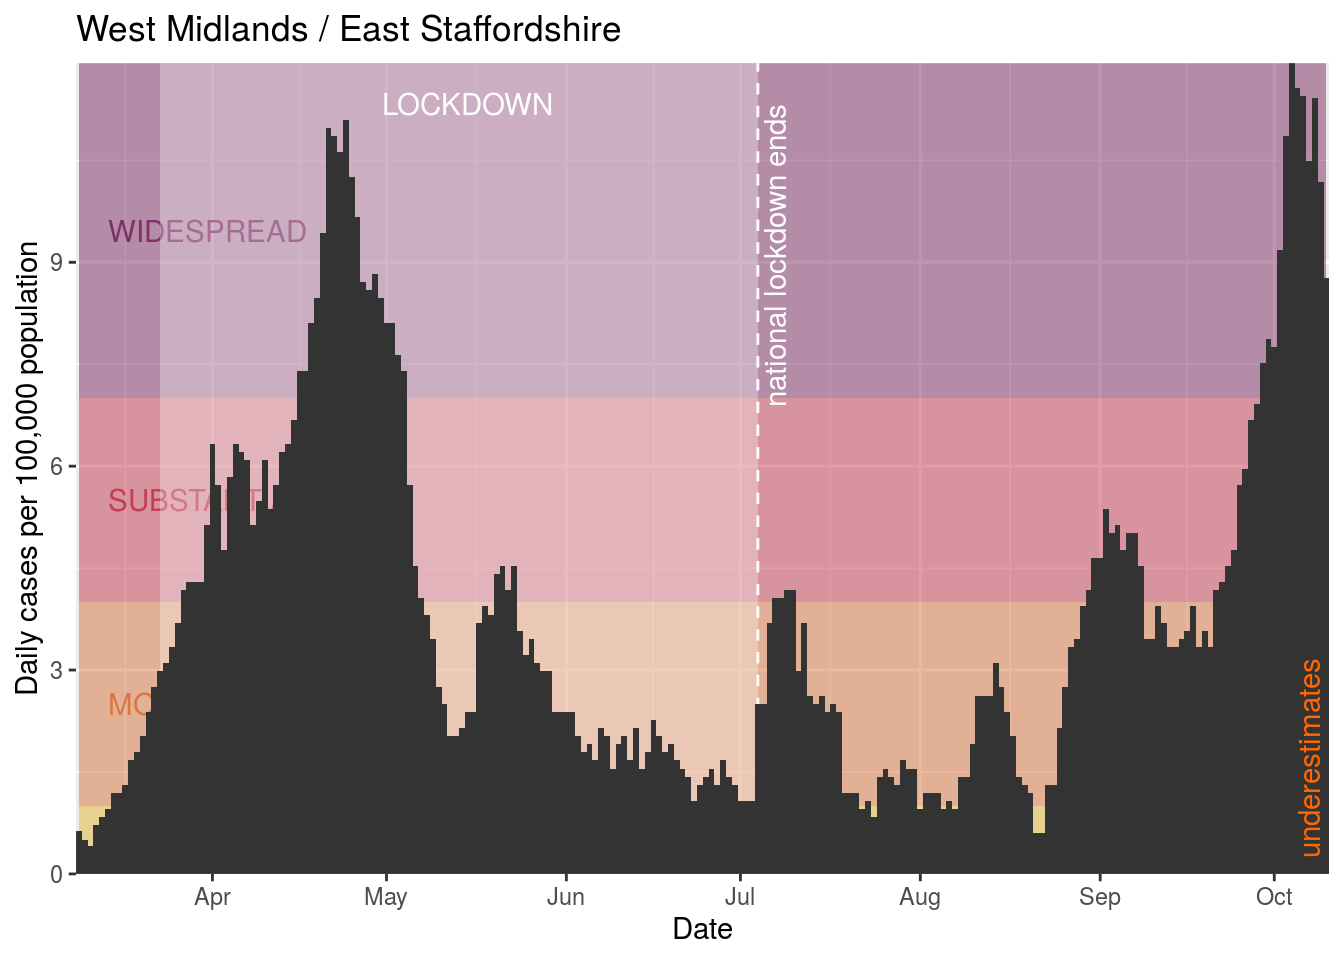 West Midlands / East Staffordshire
LOCKDOWN
national lockdown ends
WIDESPREAD
Daily cases per 100,000 population
9
6
3
0
underestimates
Apr
May
Jun
Jul
Aug
Sep
Oct
Date